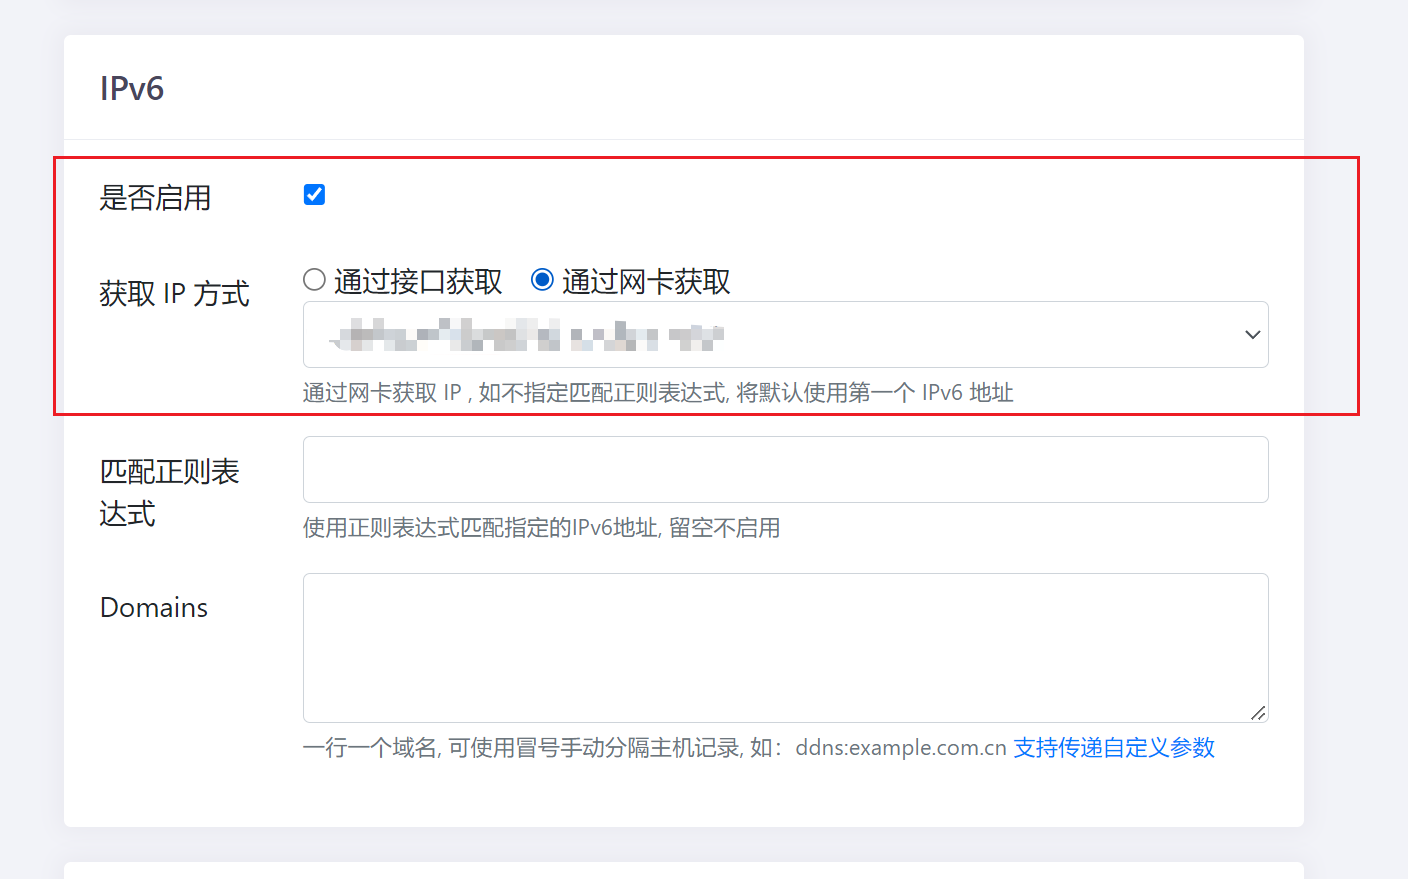 IPv6
是否启用
获取 IP 方式
通过接口获取 通过网卡获取
通过网卡获取 IP , 如不指定匹配正则表达式, 将默认使用第一个 IPv6 地址
匹配正则表
达式
使用正则表达式匹配指定的IPv6地址, 留空不启用
Domains
一行一个域名, 可使用冒号手动分隔主机记录, 如：ddns:example.com.cn 支持传递自定义参数